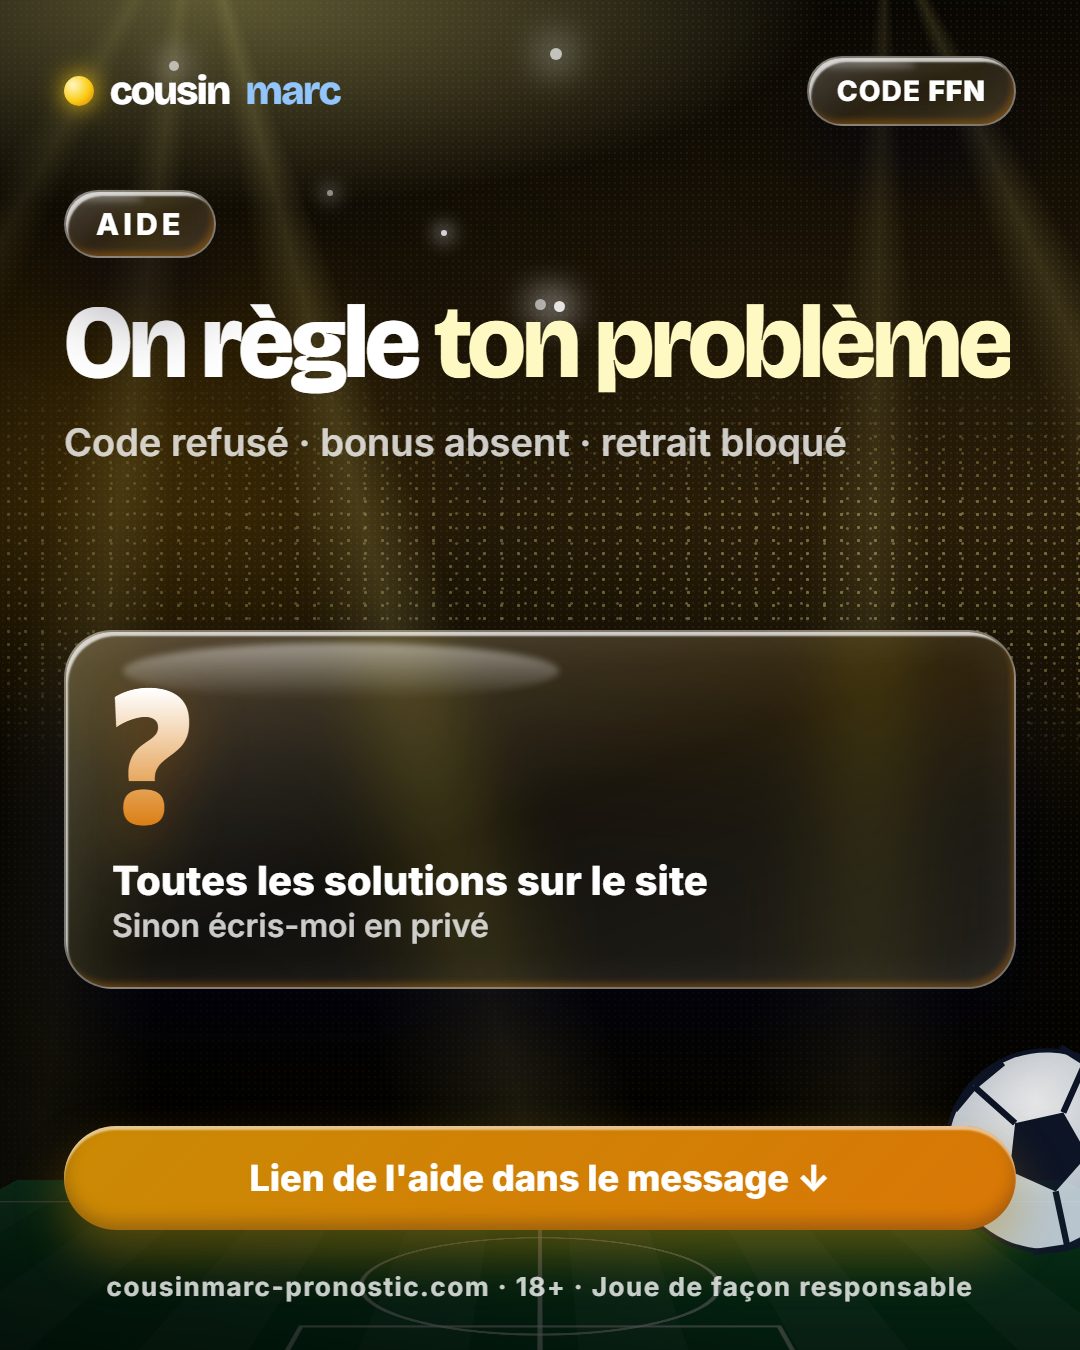 cousin marc
CODE FFN
AIDE
On règle ton problème
Code refusé · bonus absent · retrait bloqué
?
Toutes les solutions sur le site
Sinon écris-moi en privé
Lien de l'aide dans le message ↓
cousinmarc-pronostic.com · 18+ · Joue de façon responsable